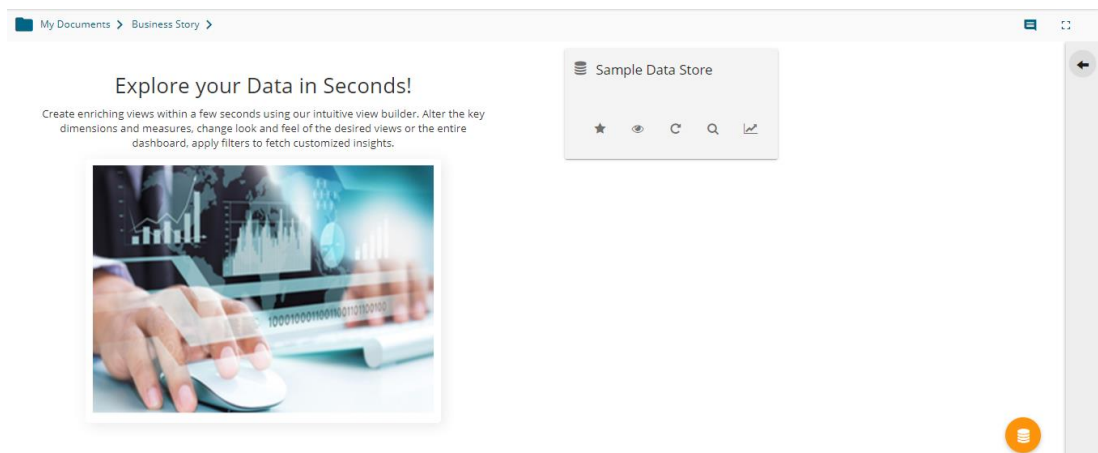 My Documents > Business Story >
Explore your Data in Seconds!
Create enriching views within a few seconds using our intuitive view builder. Alter the key
dimensions and measures, change look and feel of the desired views or the entire
dashboard, apply filters to fetch customized insights.
Sample Data Store